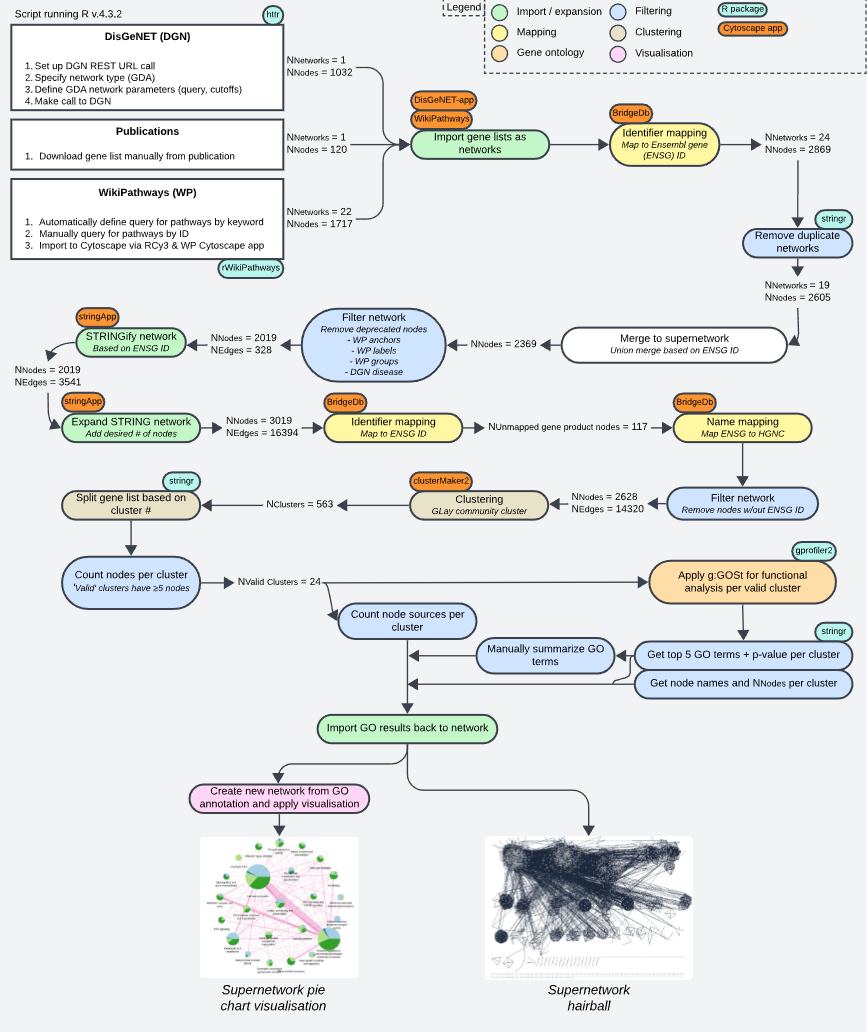 Script running R v.4.3.2
httr
Legend
Import / expansion
Mapping
Gene ontology
Filtering
Clustering
Visualisation
R package
Cytoscape app
DisGeNET (DGN)
1. Set up DGN REST URL call
2. Specify network type (GDA)
3. Define GDA network parameters (query, cutoffs)
4. Make call to DGN
NNetworks = 1
NNodes = 1032
Publications
1. Download gene list manually from publication
NNetworks = 1
NNodes = 120
WikiPathways (WP)
1. Automatically define query for pathways by keyword
2. Manually query for pathways by ID
3. Import to Cytoscape via RCy3 & WP Cytoscape app
rWikiPathways
NNetworks = 22
NNodes = 1717
DisGeNET-app
WikiPathways
Import gene lists as
networks
BridgeDb
Identifier mapping
Map to Ensembl gene
(ENSG) ID
NNetworks = 24
NNodes = 2869
stringr
Remove duplicate
networks
NNetworks = 19
NNodes = 2605
Merge to supernetwork
Union merge based on ENSG ID
NNodes = 2369
Filter network
Remove deprecated nodes
- WP anchors
- WP labels
- WP groups
- DGN disease
NNodes = 2019
NEdges = 328
stringApp
STRINGify network
Based on ENSG ID
NNodes = 2019
NEdges = 3541
stringApp
Expand STRING network
Add desired # of nodes
NNodes = 3019
NEdges = 16394
BridgeDb
Identifier mapping
Map to ENSG ID
NUnmapped gene product nodes = 117
BridgeDb
Name mapping
Map ENSG to HGNC
Filter network
Remove nodes w/out ENSG ID
NNodes = 2628
NEdges = 14320
clusterMaker2
Clustering
GLay community cluster
NClusters = 563
stringr
Split gene list based on
cluster #
Count nodes per cluster
'Valid' clusters have ≥5 nodes
NValid Clusters = 24
gprofiler2
Apply g:GOSt for functional
analysis per valid cluster
Count node sources per
cluster
stringr
Get top 5 GO terms + p-value per cluster
Manually summarize GO
terms
Get node names and NNodes per cluster
Import GO results back to network
Create new network from GO
annotation and apply visualisation
Supernetwork pie
chart visualisation
Supernetwork
hairball